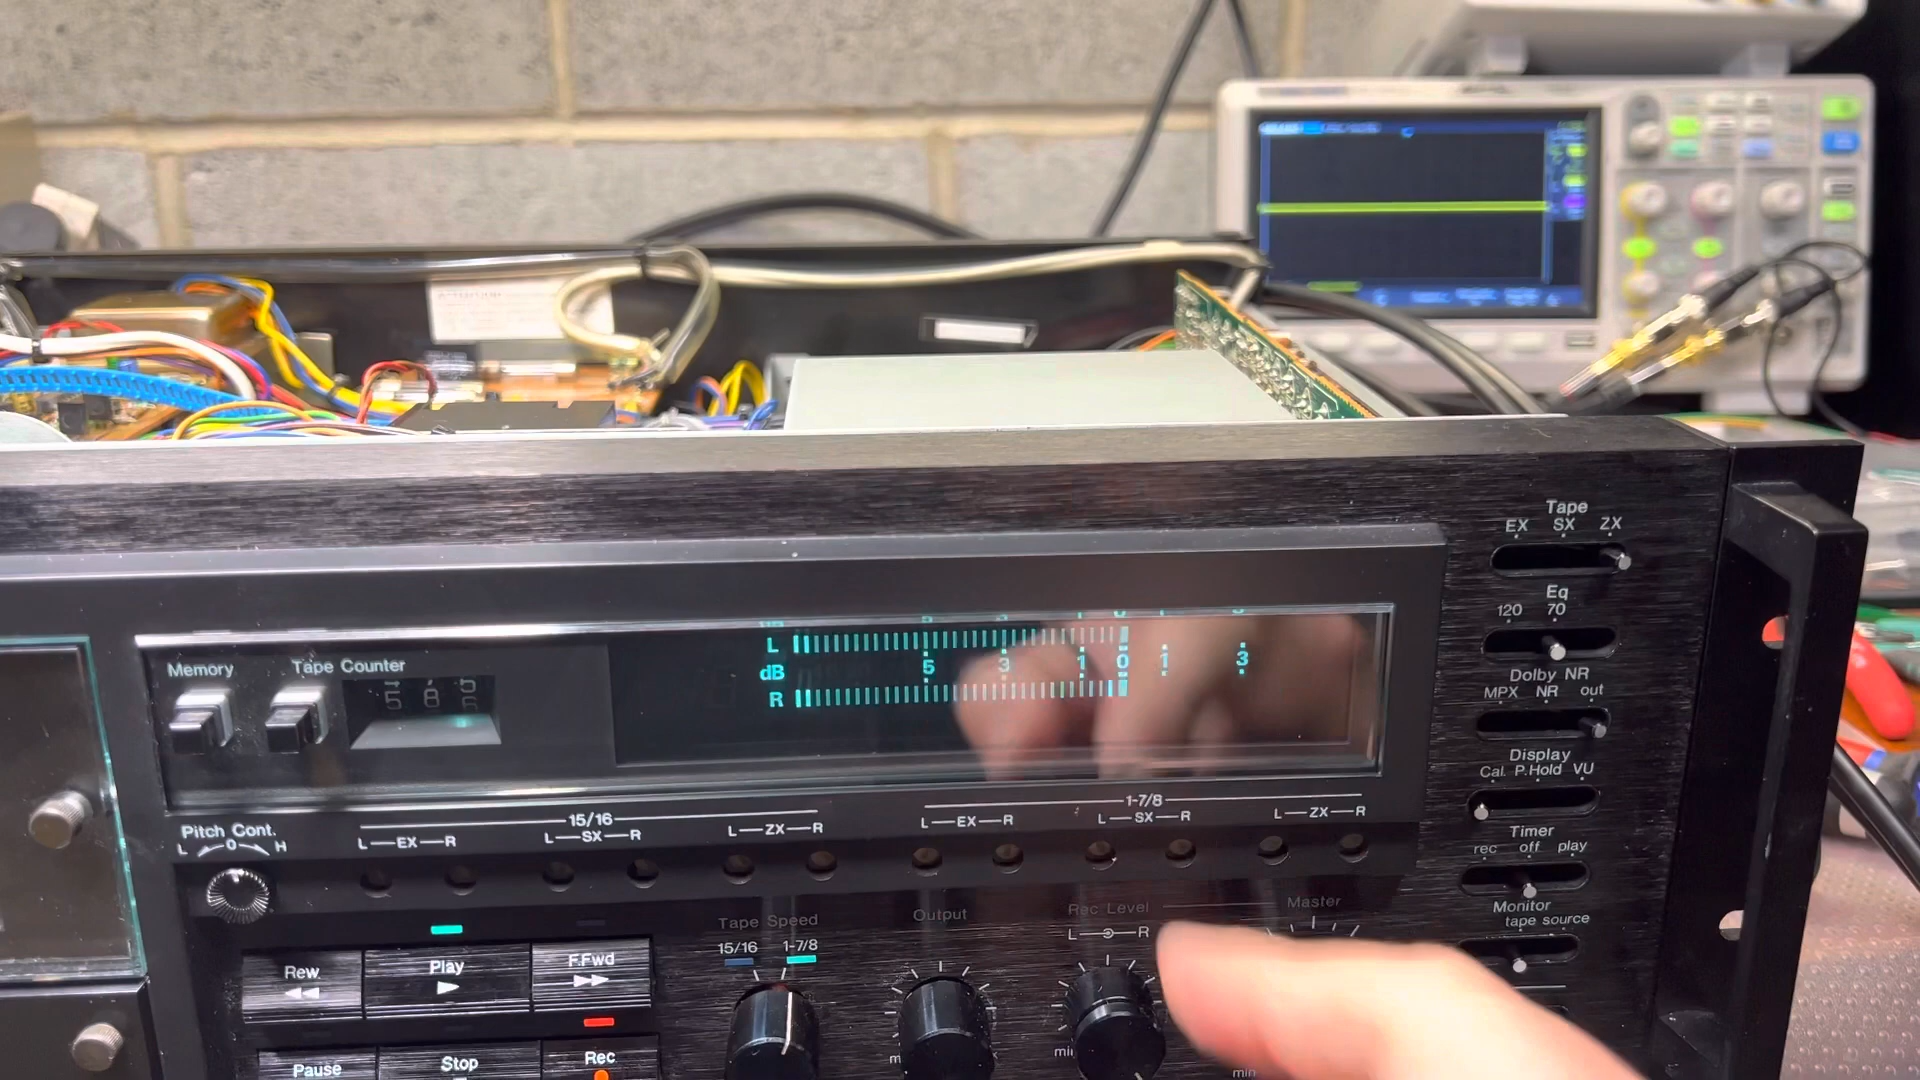 Tape
EX SX ZX
Eq
120 70
Dolby NR
MPX NR out
Display
Cal. P.Hold VU
Timer
rec off play
Monitor
tape source
Memory
Tape Counter
5 8
L
dB 5 3 1 0 1 3
R
Pitch Cont.
L 0 H
15/16
L EX R
L SX R
L ZX R
1-7/8
L EX R
L SX R
L ZX R
Tape Speed
15/16 1-7/8
Output
Rec Level
L R
Master
Rew
Play
F.Fwd
Pause
Stop
Rec
min